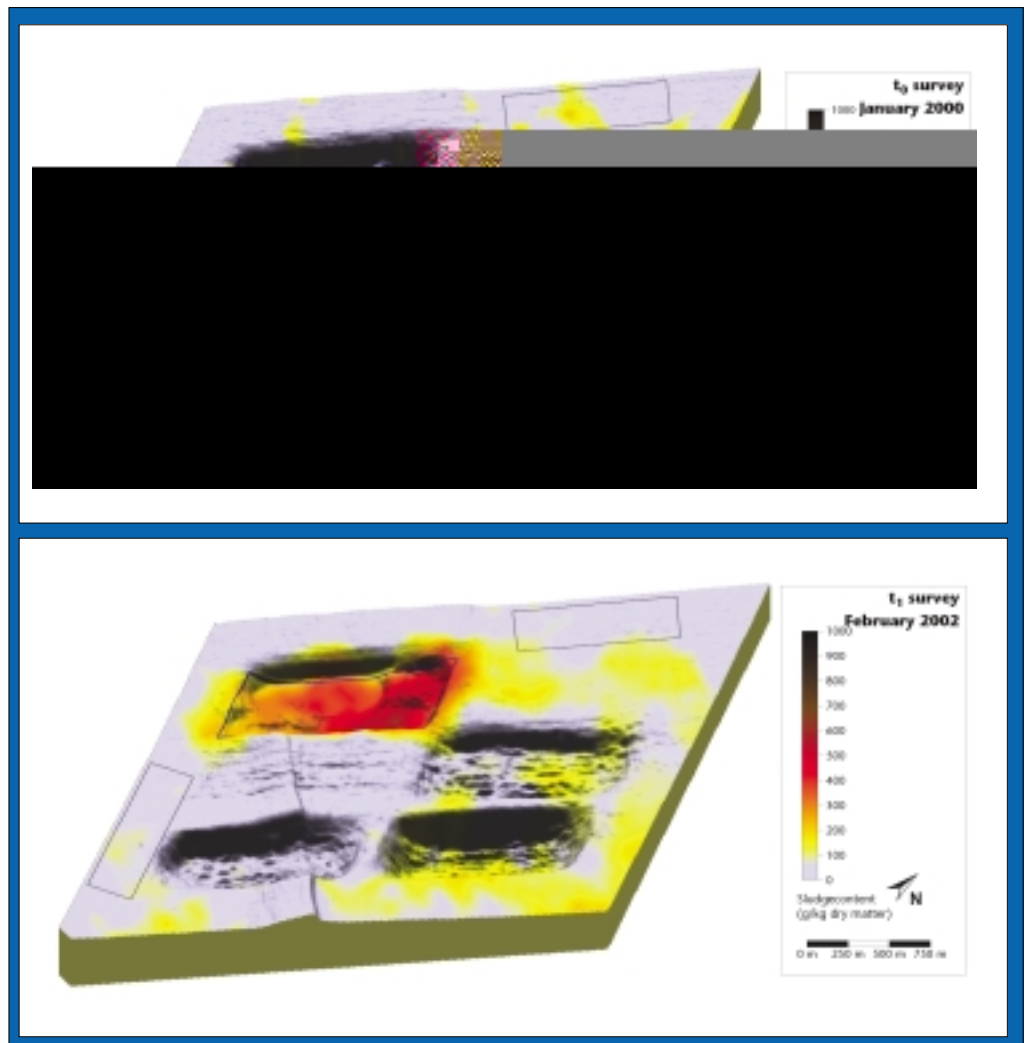 t₀ survey
January 2000
1000
t₁ survey
February 2002
1000
900
800
700
600
500
400
300
200
100
0
Sludgecontent
(g/kg dry matter)
N
0 m 250 m 500 m 750 m